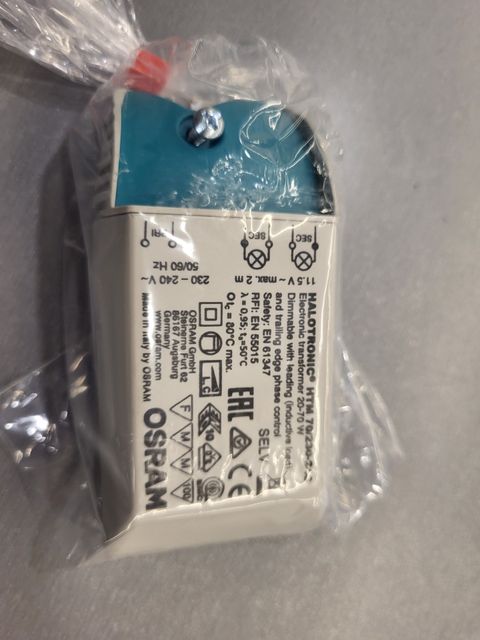 HALOTRONIC® HTM 70/230-240
Electronic transformer 20-70 W
Dimmable with leading (inductive load)
and trailing edge phase control
Safety: EN 61347
RFI: EN 55015
λ = 0,95; ta=50°C
tc = 80°C max.
SELV
EAC
CE
11.5 V~ max. 2 m
SEC
SEC
PRI
230 – 240 V~
50/60 Hz
OSRAM GmbH
Steinerne Furt 62
86167 Augsburg
Germany
www.osram.com
Made in Italy by OSRAM
F
M
M
OSRAM